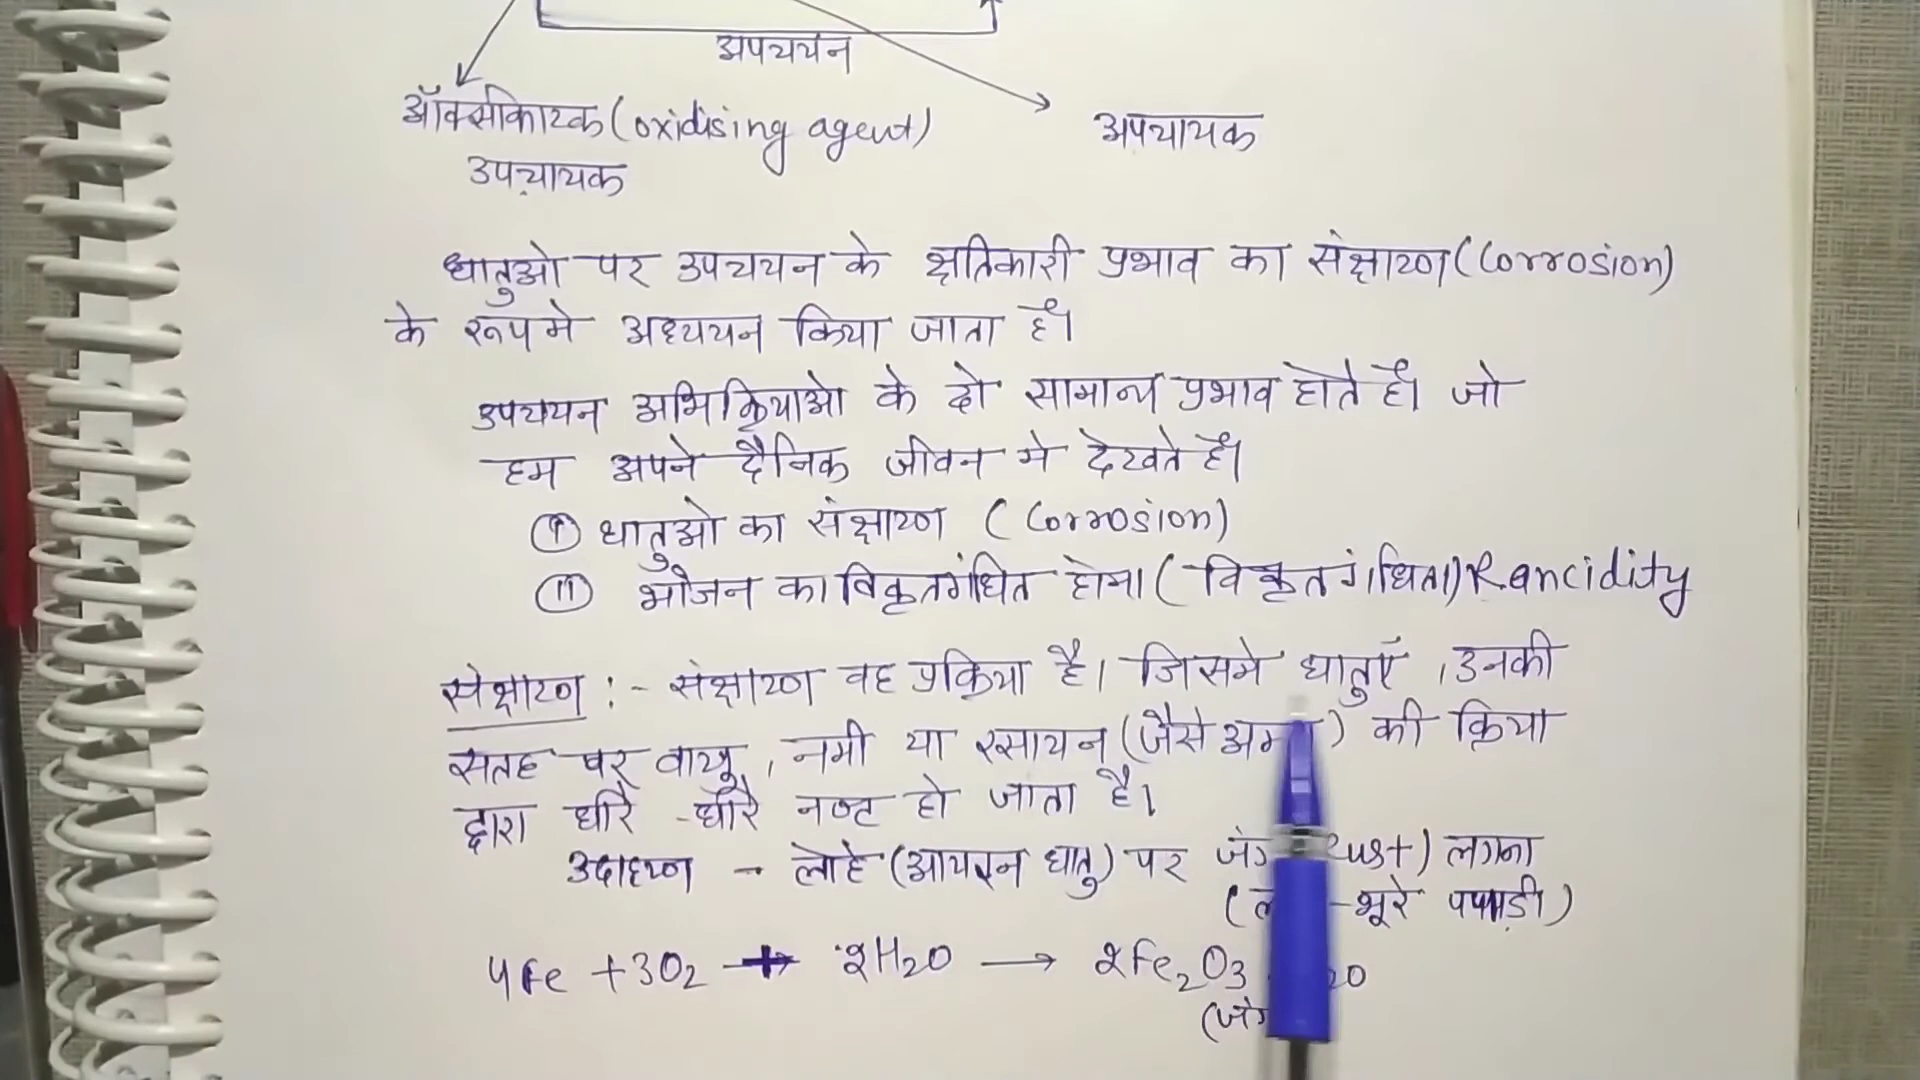 अपचयन
ऑक्सीकारक (oxidising agent) अपचायक
उपचायक
धातुओ पर उपचयन के क्षतिकारी प्रभाव का संक्षारण (Corrosion)
के रूप मे अध्ययन किया जाता है।
उपचयन अभिक्रियाओ के दो सामान्य प्रभाव होते है। जो
हम अपने दैनिक जीवन मे देखते है।
(i) धातुओ का संक्षारण (Corrosion)
(ii) भोजन का विकृतगंधित होना (विकृतगंधिता) Rancidity
संक्षारण :- संक्षारण वह प्रक्रिया है। जिसमे धातुएँ, उनकी
सतह पर वायु, नमी या रसायन (जैसे ) की क्रिया
द्वारा धीरे -धीरे नष्ट हो जाता है।
उदाहरण - लोहे (आयरन धातु) पर लगना
-भूरे पपड़ी)
4Fe + 3O2 + 2H2O → 2Fe2O3